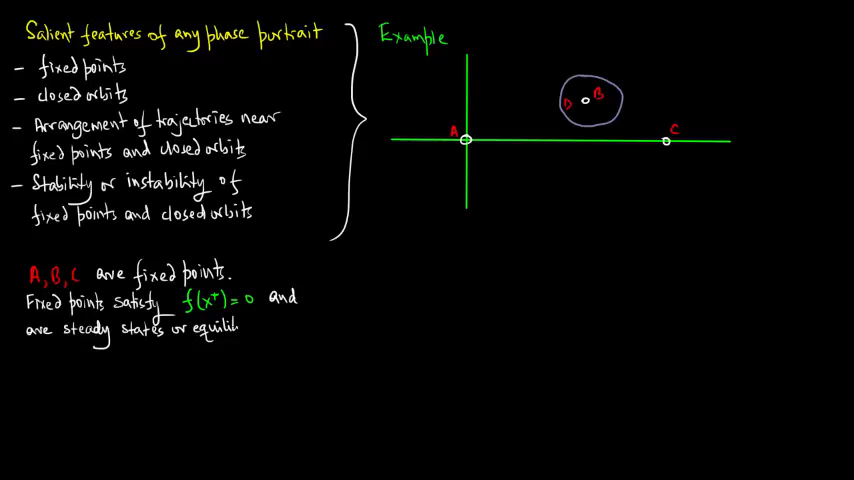 Salient features of any phase portrait
- fixed points
- closed orbits
- Arrangement of trajectories near
fixed points and closed orbits
- Stability or instability of
fixed points and closed orbits
A, B, C are fixed points.
Fixed points satisfy f(x+) = 0 and
are steady states or equilib
Example
D B
A
C